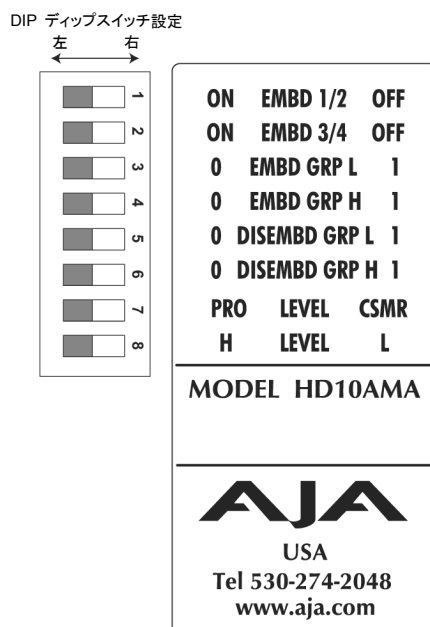 DIP ディップスイッチ設定
左 右
1
2
3
4
5
6
7
8
ON EMBD 1/2 OFF
ON EMBD 3/4 OFF
0 EMBD GRP L 1
0 EMBD GRP H 1
0 DISEMBD GRP L 1
0 DISEMBD GRP H 1
PRO LEVEL CSMR
H LEVEL L
MODEL HD10AMA
AJA
USA
Tel 530-274-2048
www.aja.com